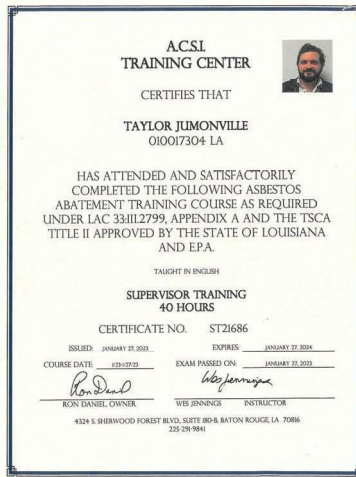 A.C.S.I.
TRAINING CENTER
CERTIFIES THAT
TAYLOR JUMONVILLE
010017304 LA
HAS ATTENDED AND SATISFACTORILY
COMPLETED THE FOLLOWING ASBESTOS
ABATEMENT TRAINING COURSE AS REQUIRED
UNDER LAC 33:III.2799, APPENDIX A AND THE TSCA
TITLE II APPROVED BY THE STATE OF LOUISIANA
AND E.P.A.
TAUGHT IN ENGLISH
SUPERVISOR TRAINING
40 HOURS
CERTIFICATE NO. ST21686
ISSUED: JANUARY 27, 2023 EXPIRES: JANUARY 27, 2024
COURSE DATE: 1/23-1/27/23 EXAM PASSED ON: JANUARY 27, 2023
Ron Daniel Wes Jennings
RON DANIEL, OWNER WES JENNINGS INSTRUCTOR
4324 S. SHERWOOD FOREST BLVD., SUITE 180-B, BATON ROUGE, LA 70816
225-291-9841